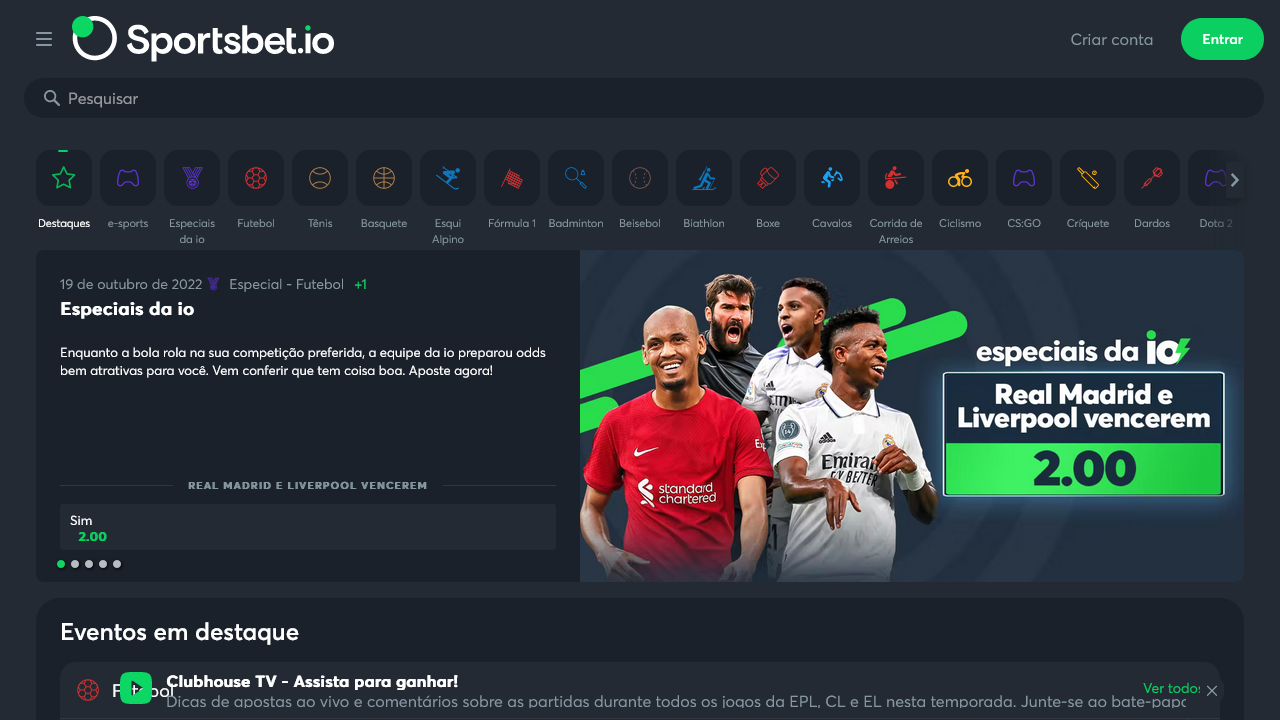 Sportsbet.io
Criar conta
Entrar
Pesquisar
Destaques
e-sports
Especiais
da io
Futebol
Tênis
Basquete
Esqui
Alpino
Fórmula 1
Badminton
Beisebol
Biathlon
Boxe
Cavalos
Corrida de
Arreios
Ciclismo
CS:GO
Críquete
Dardos
Dota 2
19 de outubro de 2022
Especial - Futebol +1
Especiais da io
Enquanto a bola rola na sua competição preferida, a equipe da io preparou odds
bem atrativas para você. Vem conferir que tem coisa boa. Aposte agora!
REAL MADRID E LIVERPOOL VENCEREM
Sim
2.00
especiais da io
Real Madrid e
Liverpool vencerem
2.00
standard
chartered
Emirates
FLY BETTER
Eventos em destaque
Futebol
Clubhouse TV - Assista para ganhar!
Ver todos
Dicas de apostas ao vivo e comentários sobre as partidas durante todos os jogos da EPL, CL e EL nesta temporada. Junte-se ao bate-papo